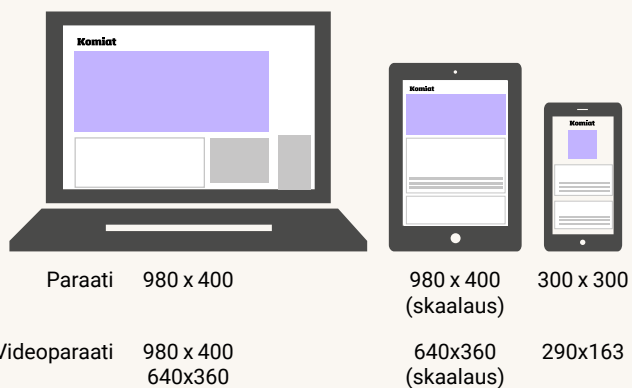 Komiat
Komiat
Komiat
Paraati 980 x 400 980 x 400 300 x 300
(skaalaus)
Videoparaati 980 x 400 640x360 290x163
640x360 (skaalaus)